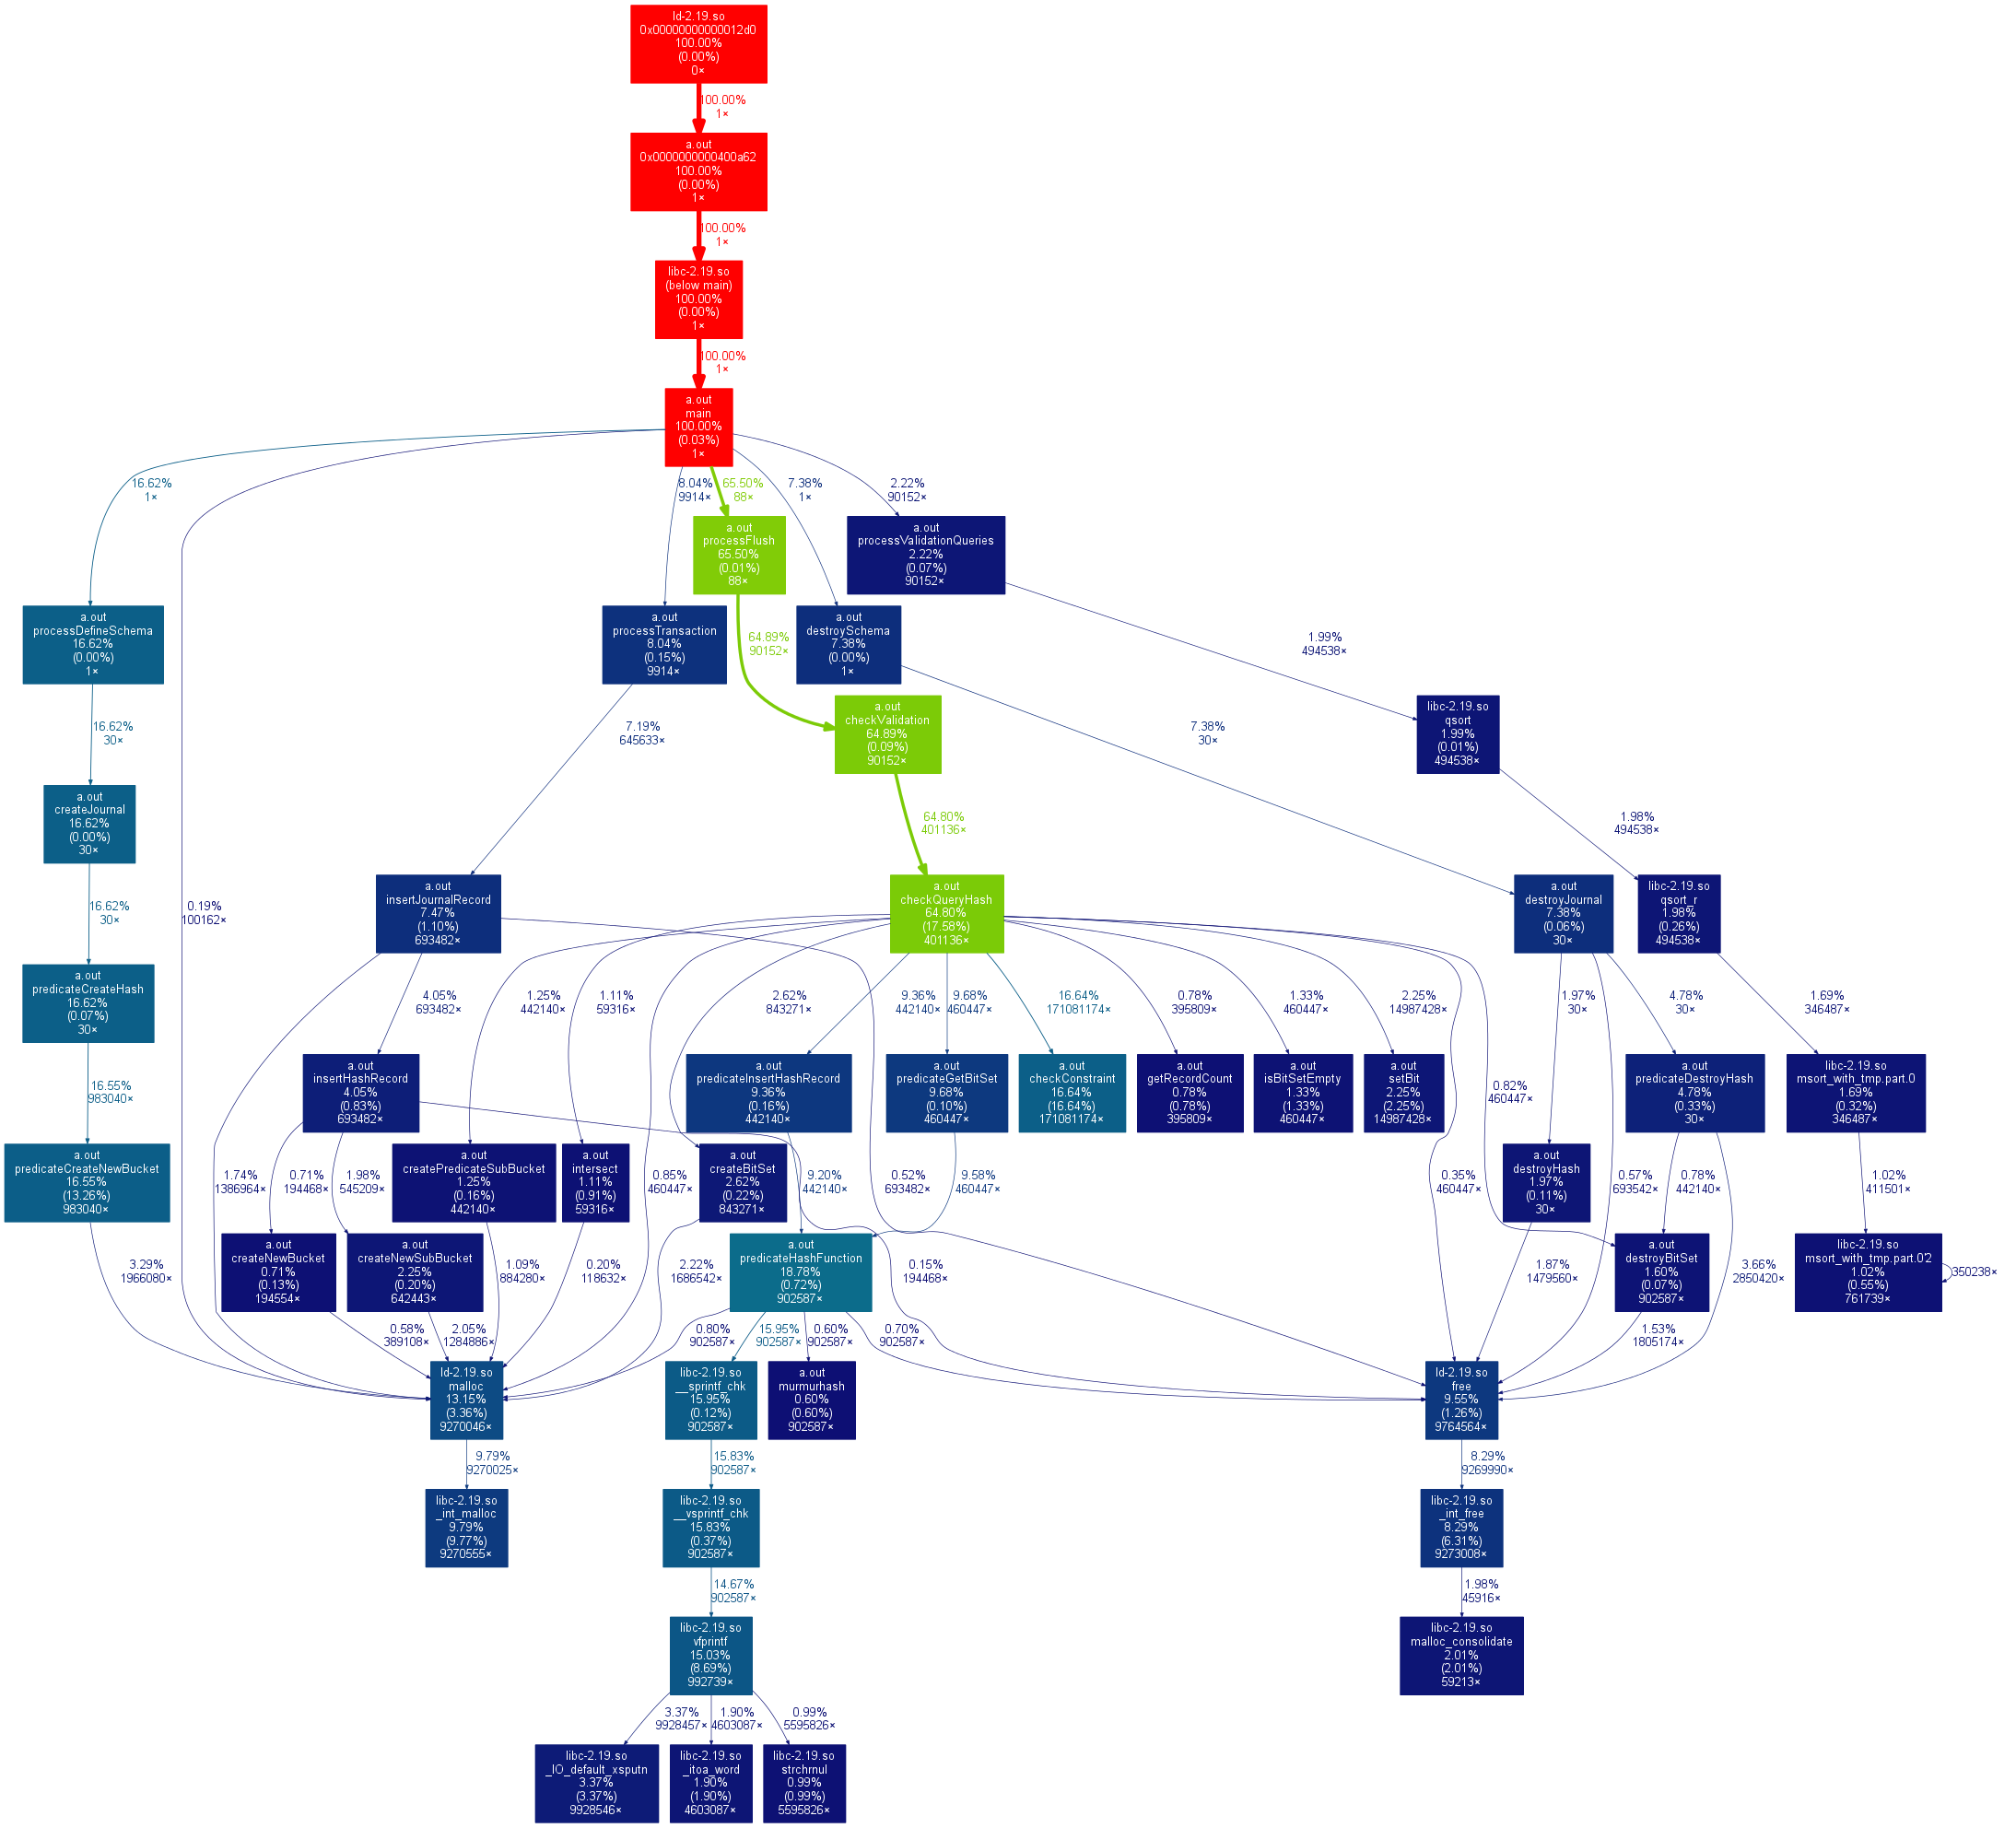 ld-2.19.so
0x00000000000012d0
100.00%
(0.00%)
0×
100.00%
1×
a.out
0x0000000000400a62
100.00%
(0.00%)
1×
100.00%
1×
libc-2.19.so
(below main)
100.00%
(0.00%)
1×
100.00%
1×
a.out
main
100.00%
(0.03%)
1×
16.62%
1×
8.04%
9914×
65.50%
88×
7.38%
1×
2.22%
90152×
a.out
processFlush
65.50%
(0.01%)
88×
a.out
processValidationQueries
2.22%
(0.07%)
90152×
a.out
processDefineSchema
16.62%
(0.00%)
1×
a.out
processTransaction
8.04%
(0.15%)
9914×
64.89%
90152×
a.out
destroySchema
7.38%
(0.00%)
1×
1.99%
494538×
16.62%
30×
7.19%
645633×
a.out
checkValidation
64.89%
(0.09%)
90152×
7.38%
30×
libc-2.19.so
qsort
1.99%
(0.01%)
494538×
a.out
createJournal
16.62%
(0.00%)
30×
64.80%
401136×
1.98%
494538×
16.62%
30×
0.19%
100162×
a.out
insertJournalRecord
7.47%
(1.10%)
693482×
a.out
checkQueryHash
64.80%
(17.58%)
401136×
a.out
destroyJournal
7.38%
(0.06%)
30×
libc-2.19.so
qsort_r
1.98%
(0.26%)
494538×
a.out
predicateCreateHash
16.62%
(0.07%)
30×
4.05%
693482×
1.25%
442140×
1.11%
59316×
2.62%
843271×
9.36%
442140×
9.68%
460447×
16.64%
171081174×
0.78%
395809×
1.33%
460447×
2.25%
14987428×
1.97%
30×
4.78%
30×
1.69%
346487×
16.55%
983040×
a.out
insertHashRecord
4.05%
(0.83%)
693482×
a.out
predicateInsertHashRecord
9.36%
(0.16%)
442140×
a.out
predicateGetBitSet
9.68%
(0.10%)
460447×
a.out
checkConstraint
16.64%
(16.64%)
171081174×
a.out
getRecordCount
0.78%
(0.78%)
395809×
a.out
isBitSetEmpty
1.33%
(1.33%)
460447×
a.out
setBit
2.25%
(2.25%)
14987428×
0.82%
460447×
a.out
predicateDestroyHash
4.78%
(0.33%)
30×
libc-2.19.so
msort_with_tmp.part.0
1.69%
(0.32%)
346487×
a.out
predicateCreateNewBucket
16.55%
(13.26%)
983040×
1.74%
1386964×
0.71%
194468×
1.98%
545209×
a.out
createPredicateSubBucket
1.25%
(0.16%)
442140×
a.out
intersect
1.11%
(0.91%)
59316×
0.85%
460447×
a.out
createBitSet
2.62%
(0.22%)
843271×
9.20%
442140×
0.52%
693482×
9.58%
460447×
0.35%
460447×
a.out
destroyHash
1.97%
(0.11%)
30×
0.57%
693542×
0.78%
442140×
1.02%
411501×
3.29%
1966080×
a.out
createNewBucket
0.71%
(0.13%)
194554×
a.out
createNewSubBucket
2.25%
(0.20%)
642443×
1.09%
884280×
0.20%
118632×
2.22%
1686542×
a.out
predicateHashFunction
18.78%
(0.72%)
902587×
0.15%
194468×
1.87%
1479560×
a.out
destroyBitSet
1.60%
(0.07%)
902587×
3.66%
2850420×
libc-2.19.so
msort_with_tmp.part.0'2
1.02%
(0.55%)
761739×
350238×
0.58%
389108×
2.05%
1284886×
0.80%
902587×
15.95%
902587×
0.60%
902587×
0.70%
902587×
1.53%
1805174×
ld-2.19.so
malloc
13.15%
(3.36%)
9270046×
libc-2.19.so
__sprintf_chk
15.95%
(0.12%)
902587×
a.out
murmurhash
0.60%
(0.60%)
902587×
ld-2.19.so
free
9.55%
(1.26%)
9764564×
9.79%
9270025×
15.83%
902587×
8.29%
9269990×
libc-2.19.so
_int_malloc
9.79%
(9.77%)
9270555×
libc-2.19.so
__vsprintf_chk
15.83%
(0.37%)
902587×
libc-2.19.so
_int_free
8.29%
(6.31%)
9273008×
14.67%
902587×
1.98%
45916×
libc-2.19.so
vfprintf
15.03%
(8.69%)
992739×
libc-2.19.so
malloc_consolidate
2.01%
(2.01%)
59213×
3.37%
9928457×
1.90%
4603087×
0.99%
5595826×
libc-2.19.so
_IO_default_xsputn
3.37%
(3.37%)
9928546×
libc-2.19.so
_itoa_word
1.90%
(1.90%)
4603087×
libc-2.19.so
strchrnul
0.99%
(0.99%)
5595826×